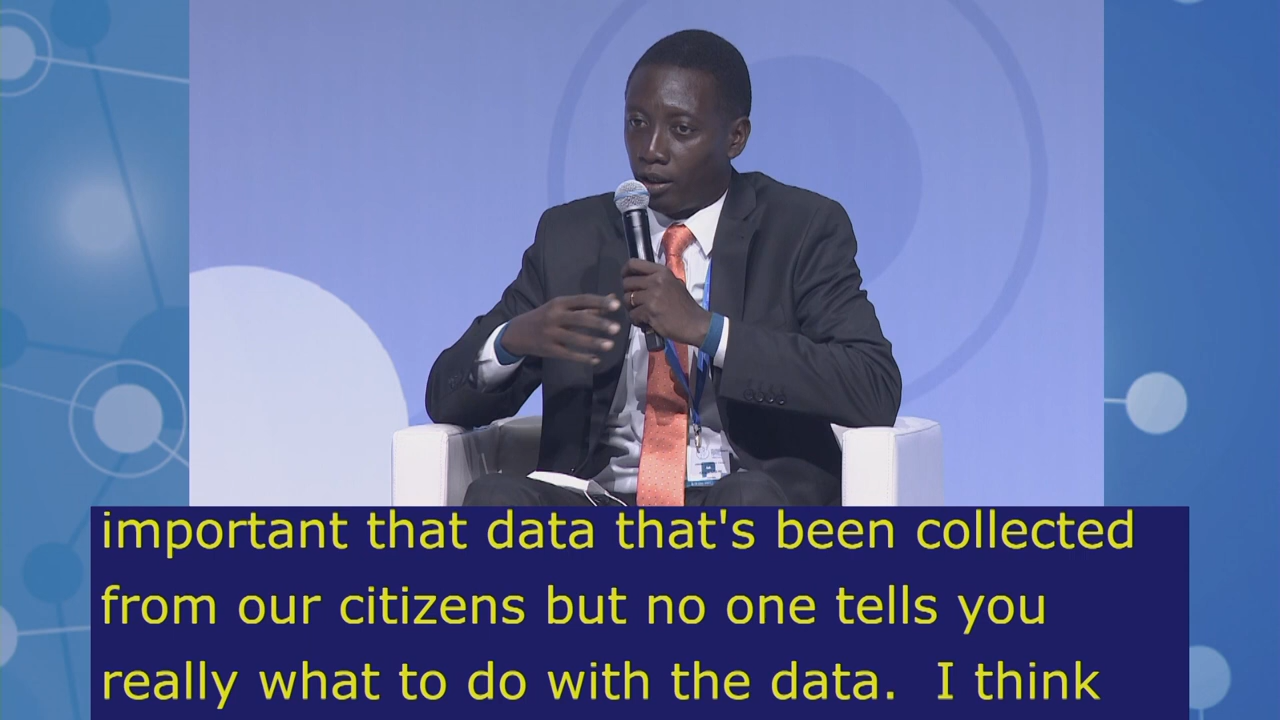 important that data that's been collected
from our citizens but no one tells you
really what to do with the data.  I think